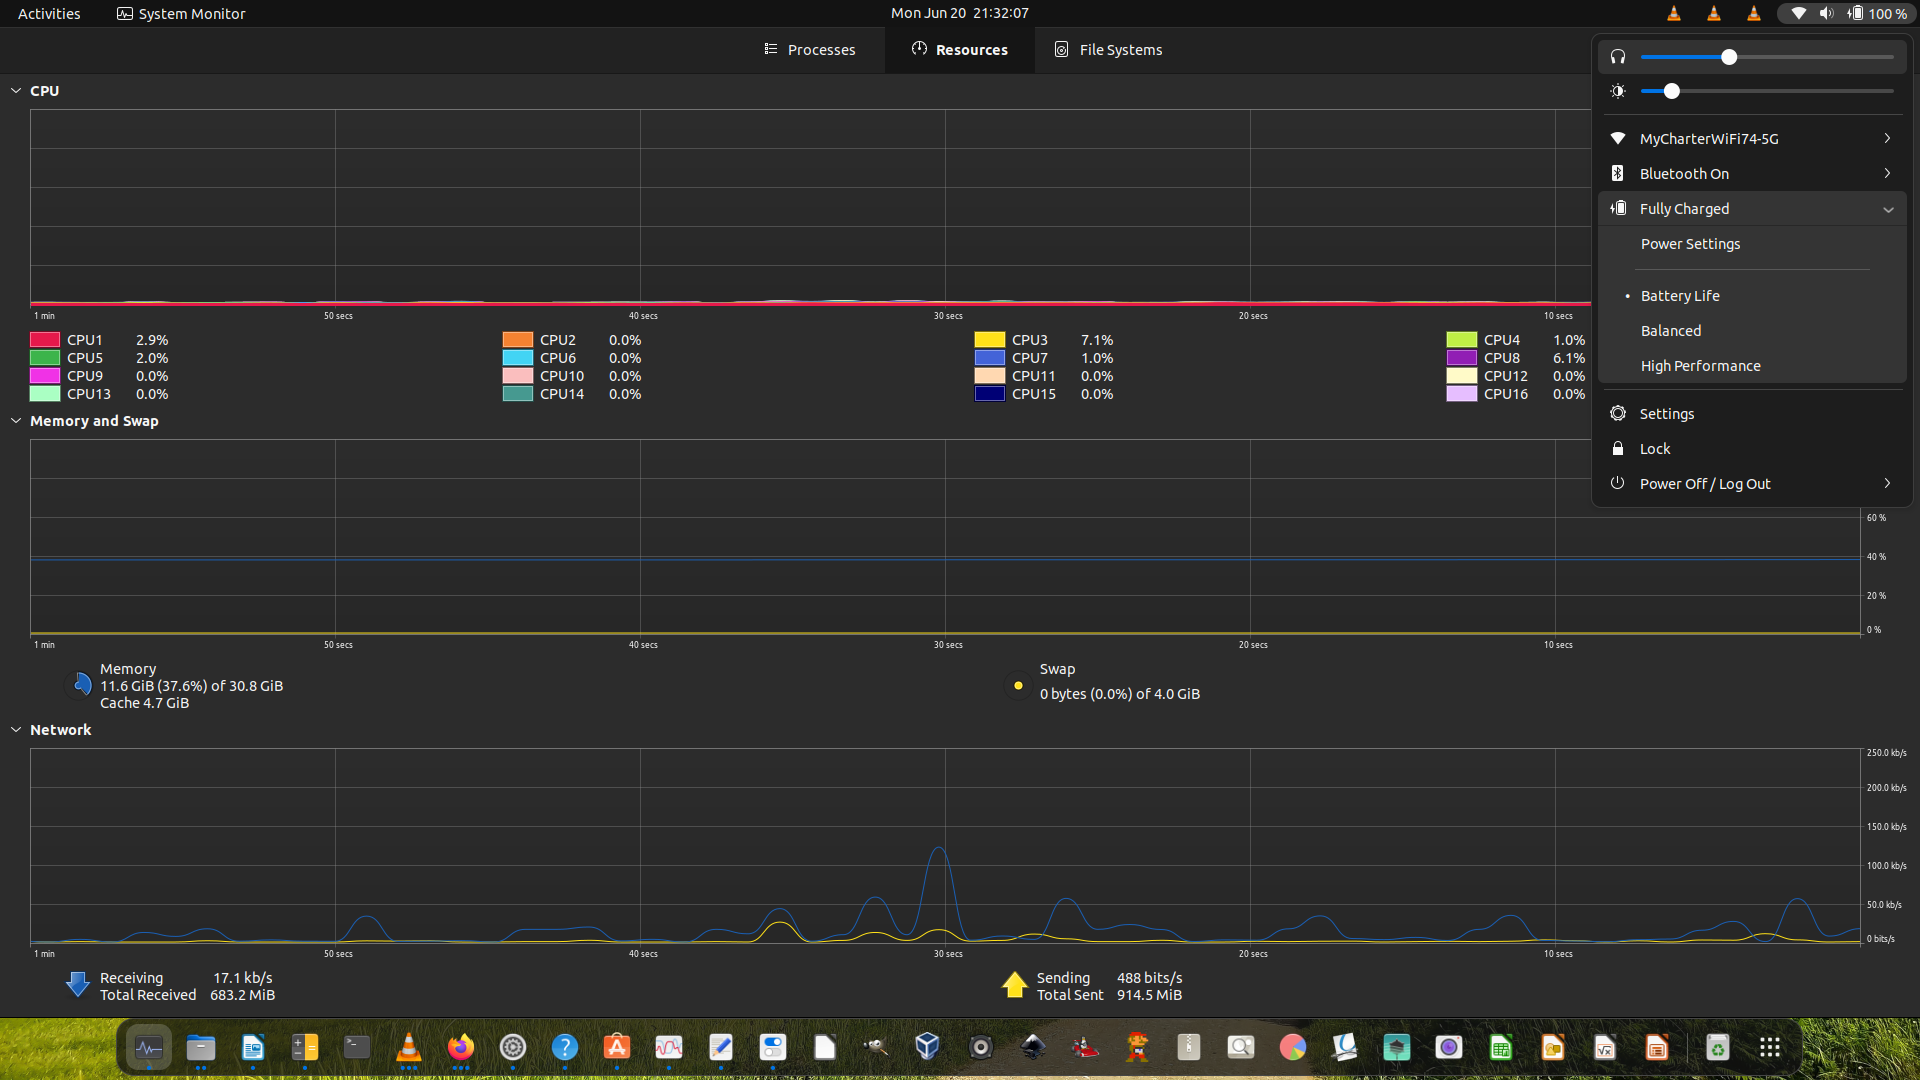 Activities
System Monitor
Mon Jun 20 21:32:07
100 %
Processes
Resources
File Systems
CPU
1 min 50 secs 40 secs 30 secs 20 secs 10 secs
CPU1 2.9% CPU2 0.0% CPU3 7.1% CPU4 1.0%
CPU5 2.0% CPU6 0.0% CPU7 1.0% CPU8 6.1%
CPU9 0.0% CPU10 0.0% CPU11 0.0% CPU12 0.0%
CPU13 0.0% CPU14 0.0% CPU15 0.0% CPU16 0.0%
MyCharterWiFi74-5G
Bluetooth On
Fully Charged
Power Settings
• Battery Life
Balanced
High Performance
Settings
Lock
Power Off / Log Out
Memory and Swap
60 %
40 %
20 %
0 %
1 min 50 secs 40 secs 30 secs 20 secs 10 secs
Memory
11.6 GiB (37.6%) of 30.8 GiB
Cache 4.7 GiB
Swap
0 bytes (0.0%) of 4.0 GiB
Network
250.0 kb/s
200.0 kb/s
150.0 kb/s
100.0 kb/s
50.0 kb/s
0 bits/s
1 min 50 secs 40 secs 30 secs 20 secs 10 secs
Receiving 17.1 kb/s
Total Received 683.2 MiB
Sending 488 bits/s
Total Sent 914.5 MiB